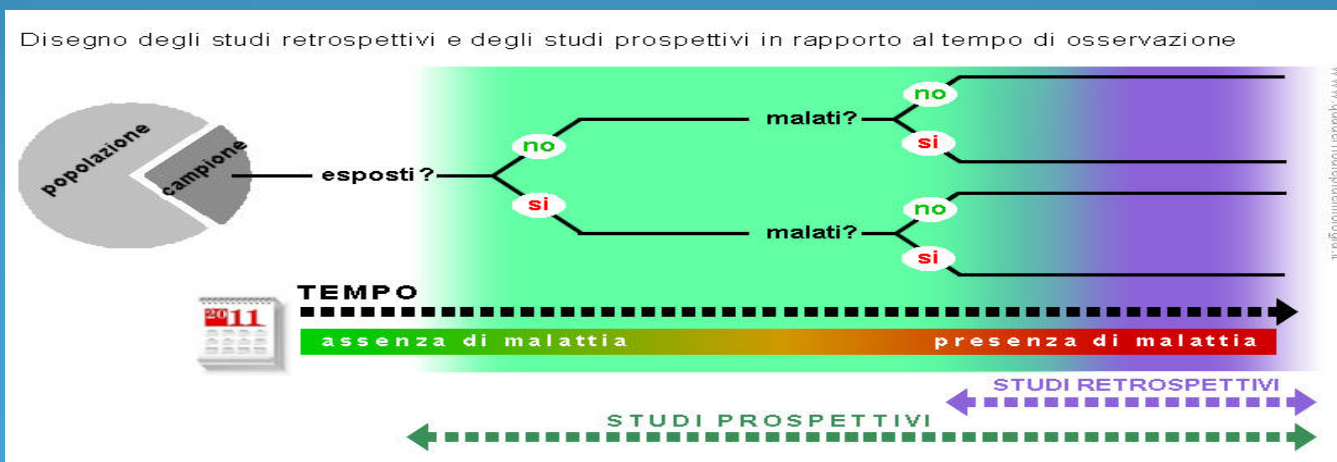 Disegno degli studi retrospettivi e degli studi prospettivi in rapporto al tempo di osservazione
popolazione
campione
esposti?
no
si
malati?
no
si
malati?
no
si
TEMPO
2011
assenza di malattia
presenza di malattia
STUDI RETROSPETTIVI
STUDI PROSPETTIVI